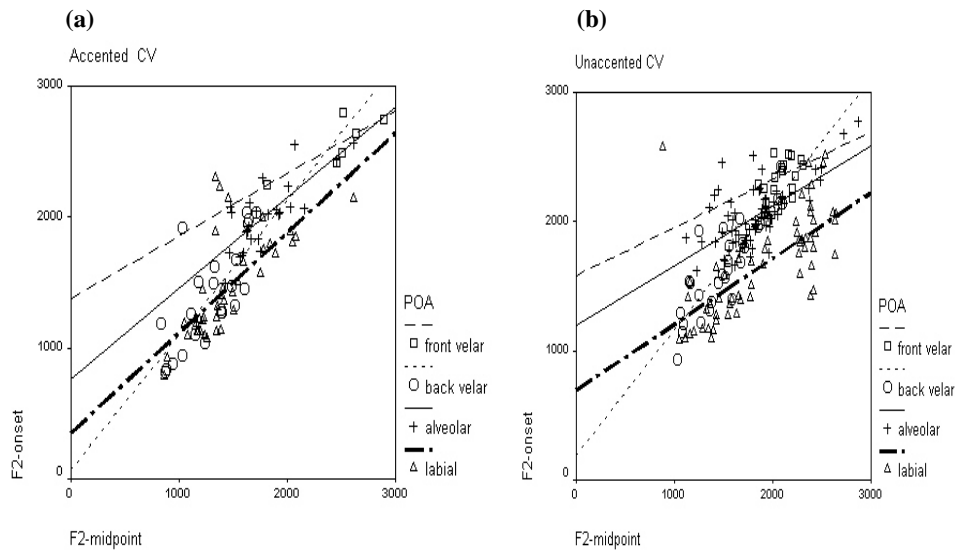 (a)
Accented CV
3000
2000
1000
0
F2-onset
0 1000 2000 3000
F2-midpoint
POA
front velar
back velar
alveolar
labial
(b)
Unaccented CV
3000
2000
1000
0
F2-onset
0 1000 2000 3000
F2-midpoint
POA
front velar
back velar
alveolar
labial